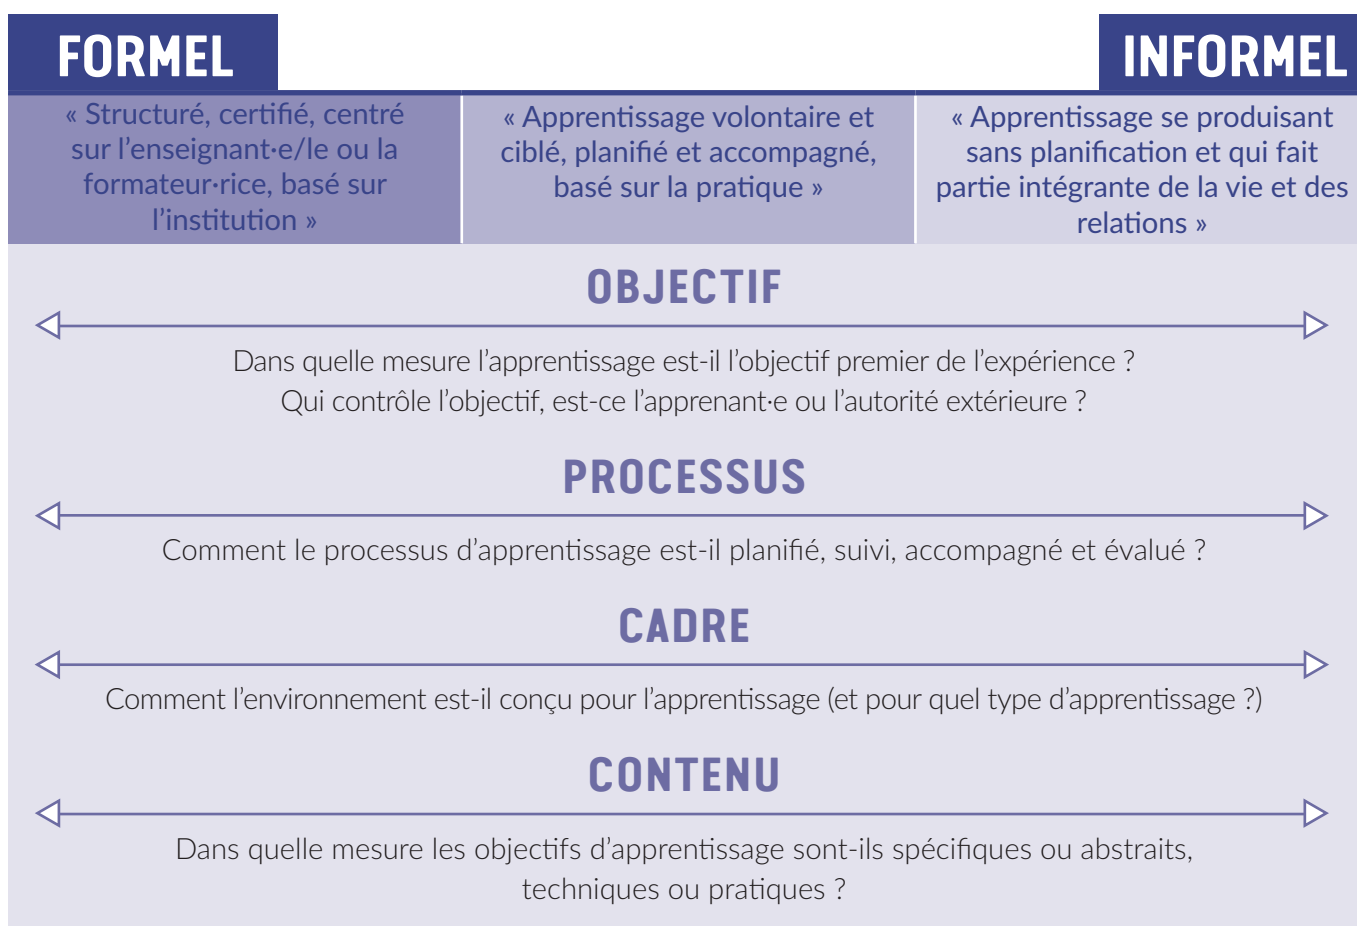 FORMEL
INFORMEL
« Structuré, certifié, centré
sur l’enseignant·e/le ou la
formateur·rice, basé sur
l’institution »
« Apprentissage volontaire et
ciblé, planifié et accompagné,
basé sur la pratique »
« Apprentissage se produisant
sans planification et qui fait
partie intégrante de la vie et des
relations »
OBJECTIF
Dans quelle mesure l’apprentissage est-il l’objectif premier de l’expérience ?
Qui contrôle l’objectif, est-ce l’apprenant·e ou l’autorité extérieure ?
PROCESSUS
Comment le processus d’apprentissage est-il planifié, suivi, accompagné et évalué ?
CADRE
Comment l’environnement est-il conçu pour l’apprentissage (et pour quel type d’apprentissage ?)
CONTENU
Dans quelle mesure les objectifs d’apprentissage sont-ils spécifiques ou abstraits,
techniques ou pratiques ?